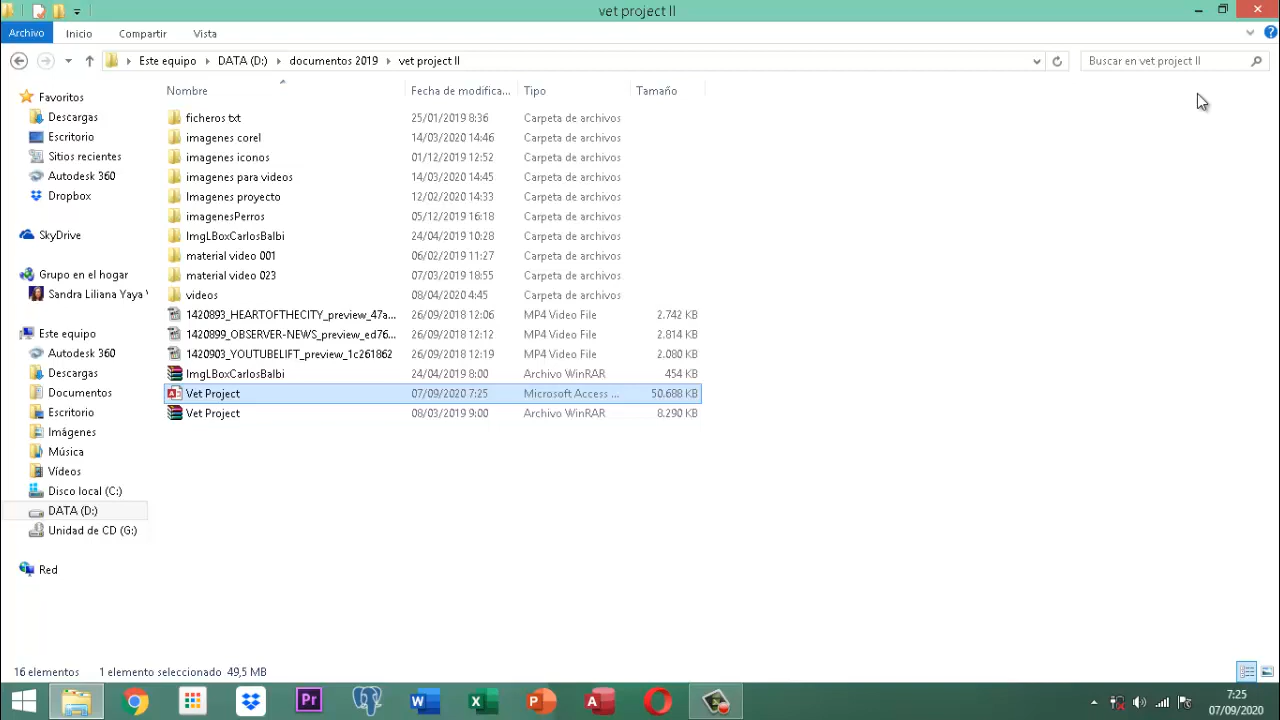 vet project II
Archivo Inicio Compartir Vista
Este equipo DATA (D:) documentos 2019 vet project II
Buscar en vet project II
Nombre Fecha de modifica... Tipo Tamaño
Favoritos
Descargas
Escritorio
Sitios recientes
Autodesk 360
Dropbox
SkyDrive
Grupo en el hogar
Sandra Liliana Yaya
Este equipo
Autodesk 360
Descargas
Documentos
Escritorio
Imágenes
Música
Vídeos
Disco local (C:)
DATA (D:)
Unidad de CD (G:)
Red
ficheros txt 25/01/2019 8:36 Carpeta de archivos
imagenes corel 14/03/2020 14:46 Carpeta de archivos
imagenes iconos 01/12/2019 12:52 Carpeta de archivos
imagenes para videos 14/03/2020 14:45 Carpeta de archivos
Imagenes proyecto 12/02/2020 14:33 Carpeta de archivos
imagenesPerros 05/12/2019 16:18 Carpeta de archivos
ImgLBoxCarlosBalbi 24/04/2019 10:28 Carpeta de archivos
material video 001 06/02/2019 11:27 Carpeta de archivos
material video 023 07/03/2019 18:55 Carpeta de archivos
videos 08/04/2020 4:45 Carpeta de archivos
1420893_HEARTOFTHECITY_preview_47a... 26/09/2018 12:06 MP4 Video File 2.742 KB
1420899_OBSERVER-NEWS_preview_ed76... 26/09/2018 12:12 MP4 Video File 2.814 KB
1420903_YOUTUBELIFT_preview_1c261862 26/09/2018 12:19 MP4 Video File 2.080 KB
ImgLBoxCarlosBalbi 24/04/2019 8:00 Archivo WinRAR 454 KB
Vet Project 07/09/2020 7:25 Microsoft Access ... 50.688 KB
Vet Project 08/03/2019 9:00 Archivo WinRAR 8.290 KB
16 elementos 1 elemento seleccionado 49,5 MB
7:25
07/09/2020